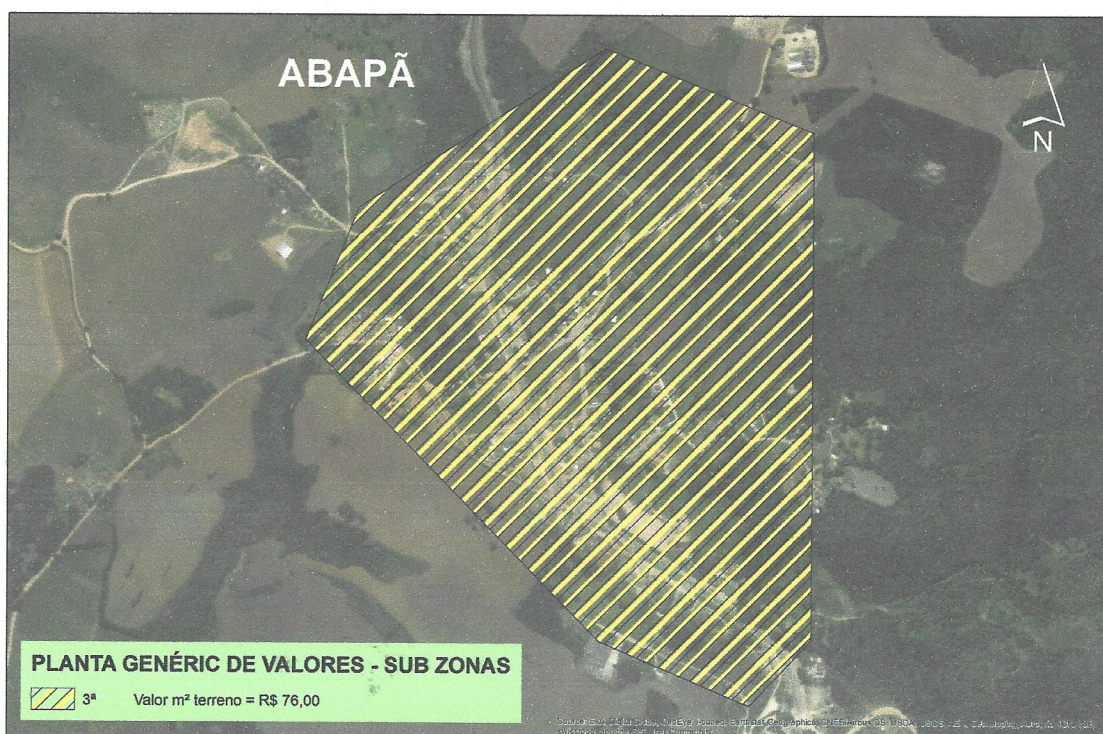 ABAPÃ
N
PLANTA GENÉRIC DE VALORES - SUB ZONAS
3ª Valor m² terreno = R$ 76,00